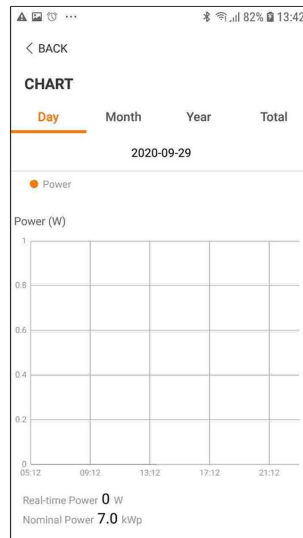 82% 13:42
< BACK
CHART
Day Month Year Total
2020-09-29
Power
Power (W)
1
0.8
0.6
0.4
0.2
0
05:12 09:12 13:12 17:12 21:12
Real-time Power 0 W
Nominal Power 7.0 kWp